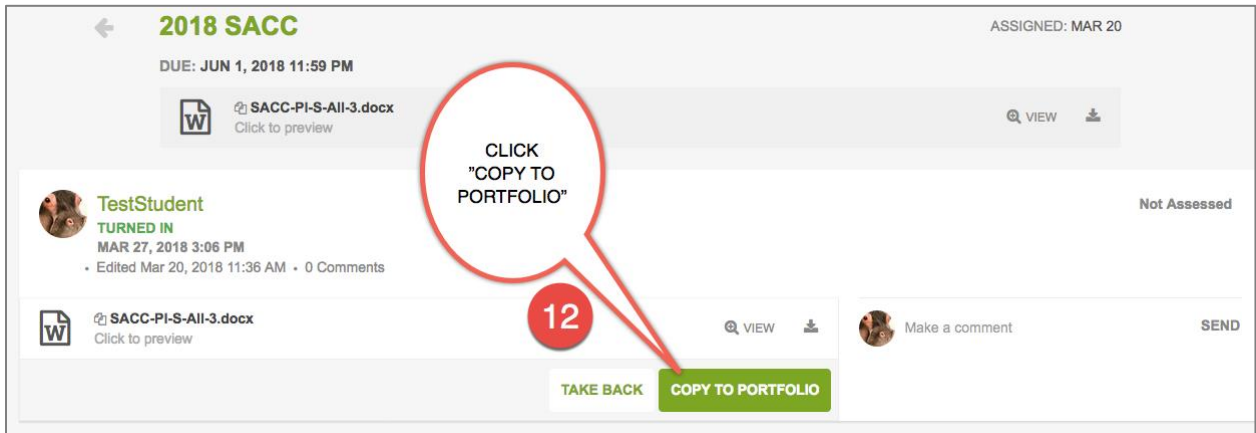 2018 SACC
ASSIGNED: MAR 20
DUE: JUN 1, 2018 11:59 PM
SACC-PI-S-All-3.docx
Click to preview
VIEW
CLICK
”COPY TO
PORTFOLIO”
TestStudent
TURNED IN
MAR 27, 2018 3:06 PM
• Edited Mar 20, 2018 11:36 AM • 0 Comments
Not Assessed
12
W SACC-PI-S-All-3.docx
Click to preview
VIEW
Make a comment
SEND
TAKE BACK
COPY TO PORTFOLIO